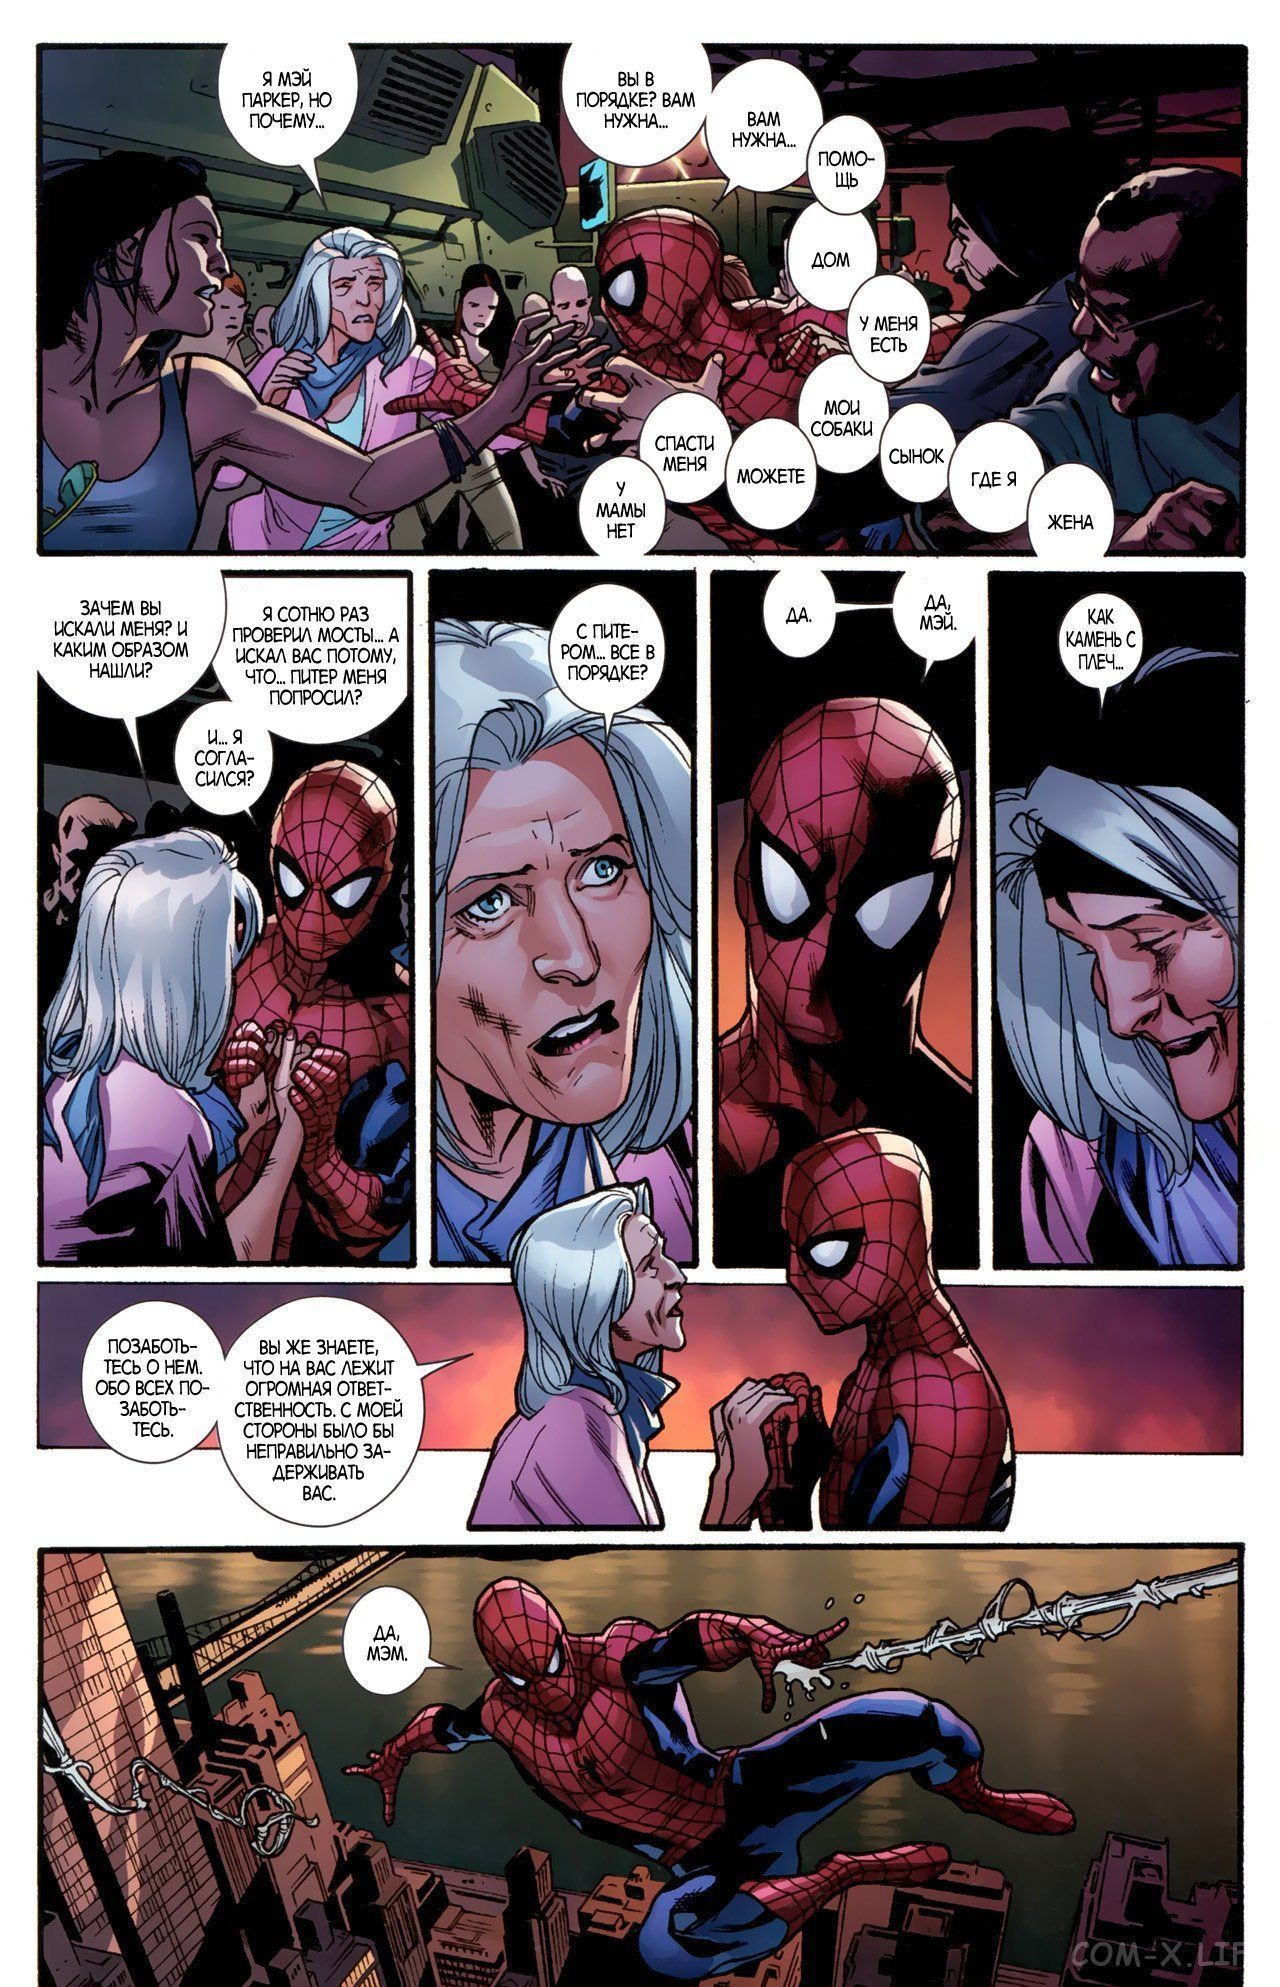 Я МЭЙ
ПАРКЕР, НО
ПОЧЕМУ...
ВЫ В
ПОРЯДКЕ? ВАМ
НУЖНА...
ВАМ
НУЖНА...
ПОМО-
ЩЬ
ДОМ
У МЕНЯ
ЕСТЬ
МОИ
СОБАКИ
СПАСТИ
МЕНЯ
МОЖЕТЕ
СЫНОК
ГДЕ Я
У
МАМЫ
НЕТ
ЖЕНА
ЗАЧЕМ ВЫ
ИСКАЛИ МЕНЯ? И
КАКИМ ОБРАЗОМ
НАШЛИ?
Я СОТНЮ РАЗ
ПРОВЕРИЛ МОСТЫ... А
ИСКАЛ ВАС ПОТОМУ,
ЧТО... ПИТЕР МЕНЯ
ПОПРОСИЛ?
И... Я
СОГЛА-
СИЛСЯ?
С ПИТЕ-
РОМ... ВСЕ В
ПОРЯДКЕ?
ДА.
ДА,
МЭЙ.
КАК
КАМЕНЬ С
ПЛЕЧ...
ПОЗАБОТЬ-
ТЕСЬ О НЕМ.
ОБО ВСЕХ ПО-
ЗАБОТЬ-
ТЕСЬ.
ВЫ ЖЕ ЗНАЕТЕ,
ЧТО НА ВАС ЛЕЖИТ
ОГРОМНАЯ ОТВЕТ-
СТВЕННОСТЬ. С МОЕЙ
СТОРОНЫ БЫЛО БЫ
НЕПРАВИЛЬНО ЗА-
ДЕРЖИВАТЬ
ВАС.
ДА,
МЭМ.
COM-X.LIF